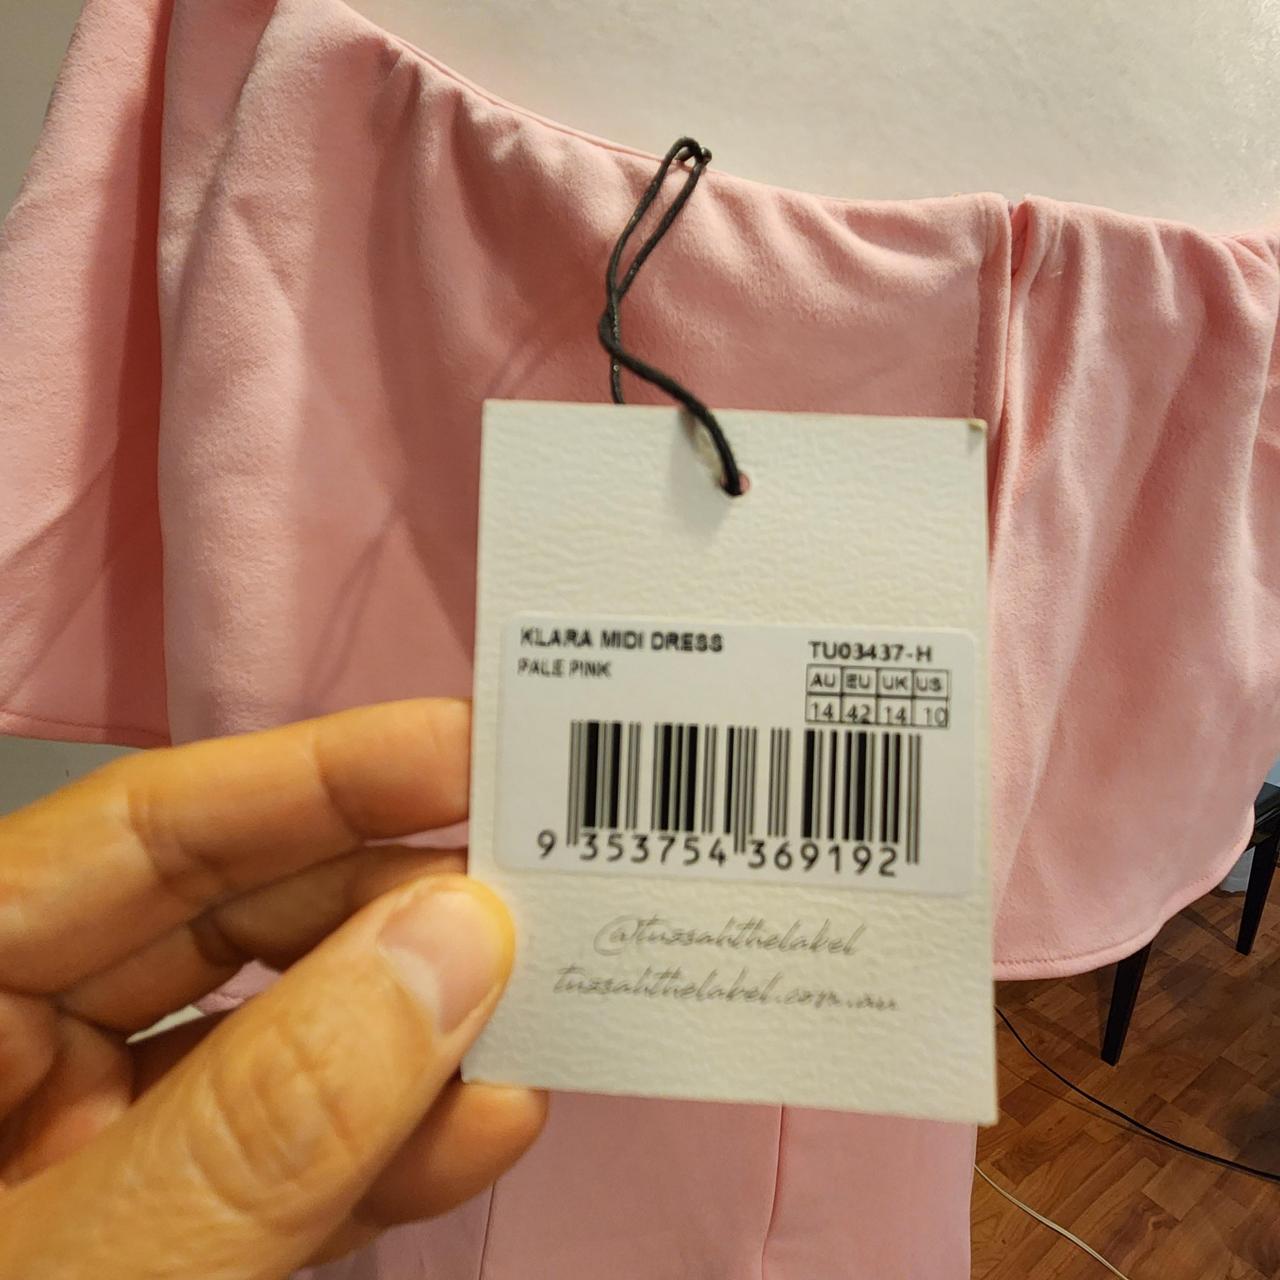 KLARA MIDI DRESS
PALE PINK
TU03437-H
AU EU UK US
14 42 14 10
9 353754 369192
@tussahthelabel
tussahthelabel.com.au